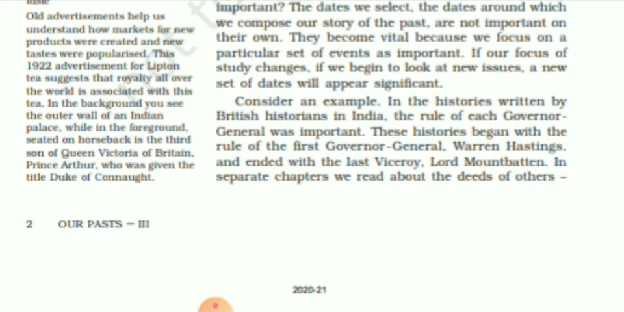 Old advertisements help us
understand how markets for new
products were created and new
tastes were popularised. This
1922 advertisement for Lipton
tea suggests that royalty all over
the world is associated with this
tea. In the background you see
the outer wall of an Indian
palace, while in the foreground,
seated on horseback is the third
son of Queen Victoria of Britain,
Prince Arthur, who was given the
title Duke of Connaught.
important? The dates we select, the dates around which
we compose our story of the past, are not important on
their own. They become vital because we focus on a
particular set of events as important. If our focus of
study changes, if we begin to look at new issues, a new
set of dates will appear significant.
Consider an example. In the histories written by
British historians in India, the rule of each Governor-
General was important. These histories began with the
rule of the first Governor-General, Warren Hastings,
and ended with the last Viceroy, Lord Mountbatten. In
separate chapters we read about the deeds of others –
2 OUR PASTS – III
2020-21